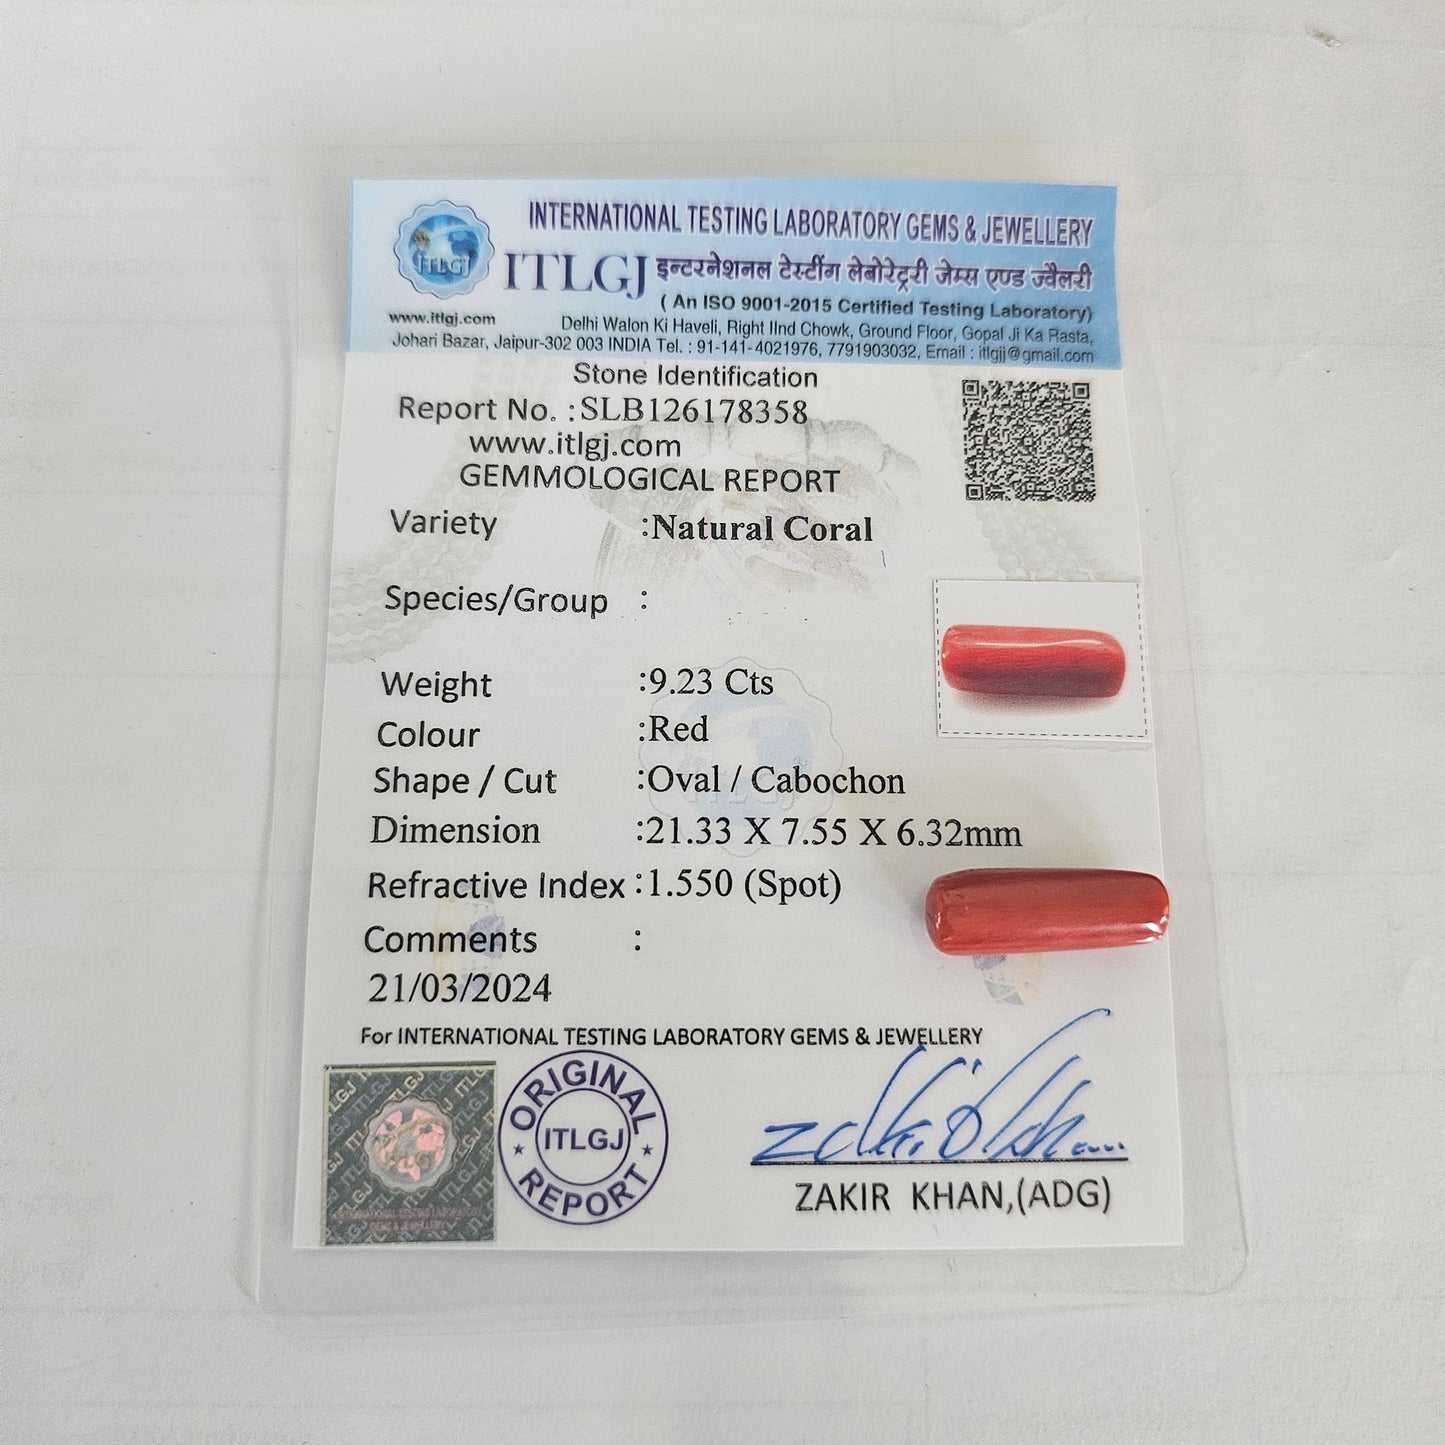 INTERNATIONAL TESTING LABORATORY GEMS & JEWELLERY
ITLGJ
ITLGJ इन्टरनेशनल टेस्टींग लेबोरेट्री जेम्स एण्ड ज्वैलरी
( An ISO 9001-2015 Certified Testing Laboratory)
www.itlgj.com
Delhi Walon Ki Haveli, Right IInd Chowk, Ground Floor, Gopal Ji Ka Rasta,
Johari Bazar, Jaipur-302 003 INDIA Tel. : 91-141-4021976, 7791903032, Email : itlgjj@gmail.com
Stone Identification
Report No. :SLB126178358
www.itlgj.com
GEMMOLOGICAL REPORT
Variety :Natural Coral
Species/Group :
Weight :9.23 Cts
Colour :Red
Shape / Cut :Oval / Cabochon
Dimension :21.33 X 7.55 X 6.32mm
Refractive Index :1.550 (Spot)
Comments :
21/03/2024
For INTERNATIONAL TESTING LABORATORY GEMS & JEWELLERY
ORIGINAL
ITLGJ
REPORT
ZAKIR KHAN,(ADG)